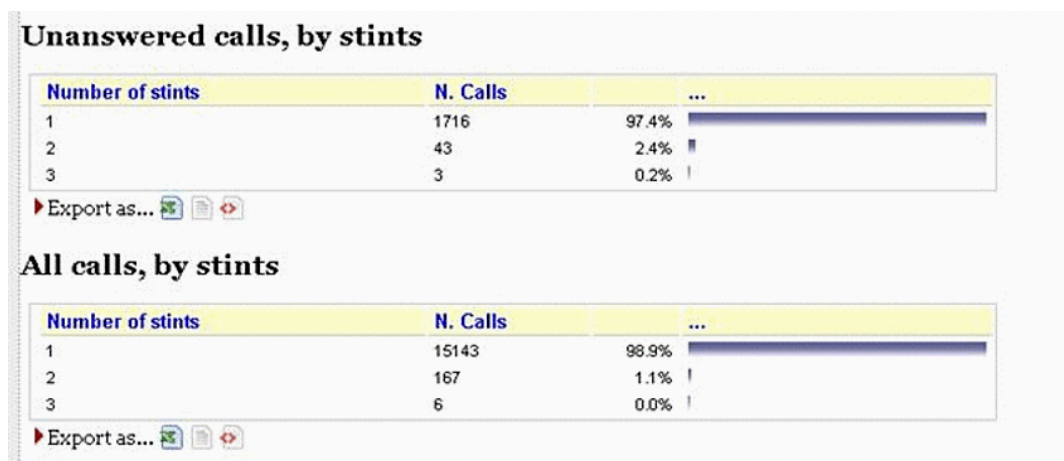 Unanswered calls, by stints
Number of stints N. Calls ...
1 1716 97.4%
2 43 2.4%
3 3 0.2%
Export as...
All calls, by stints
Number of stints N. Calls ...
1 15143 98.9%
2 167 1.1%
3 6 0.0%
Export as...